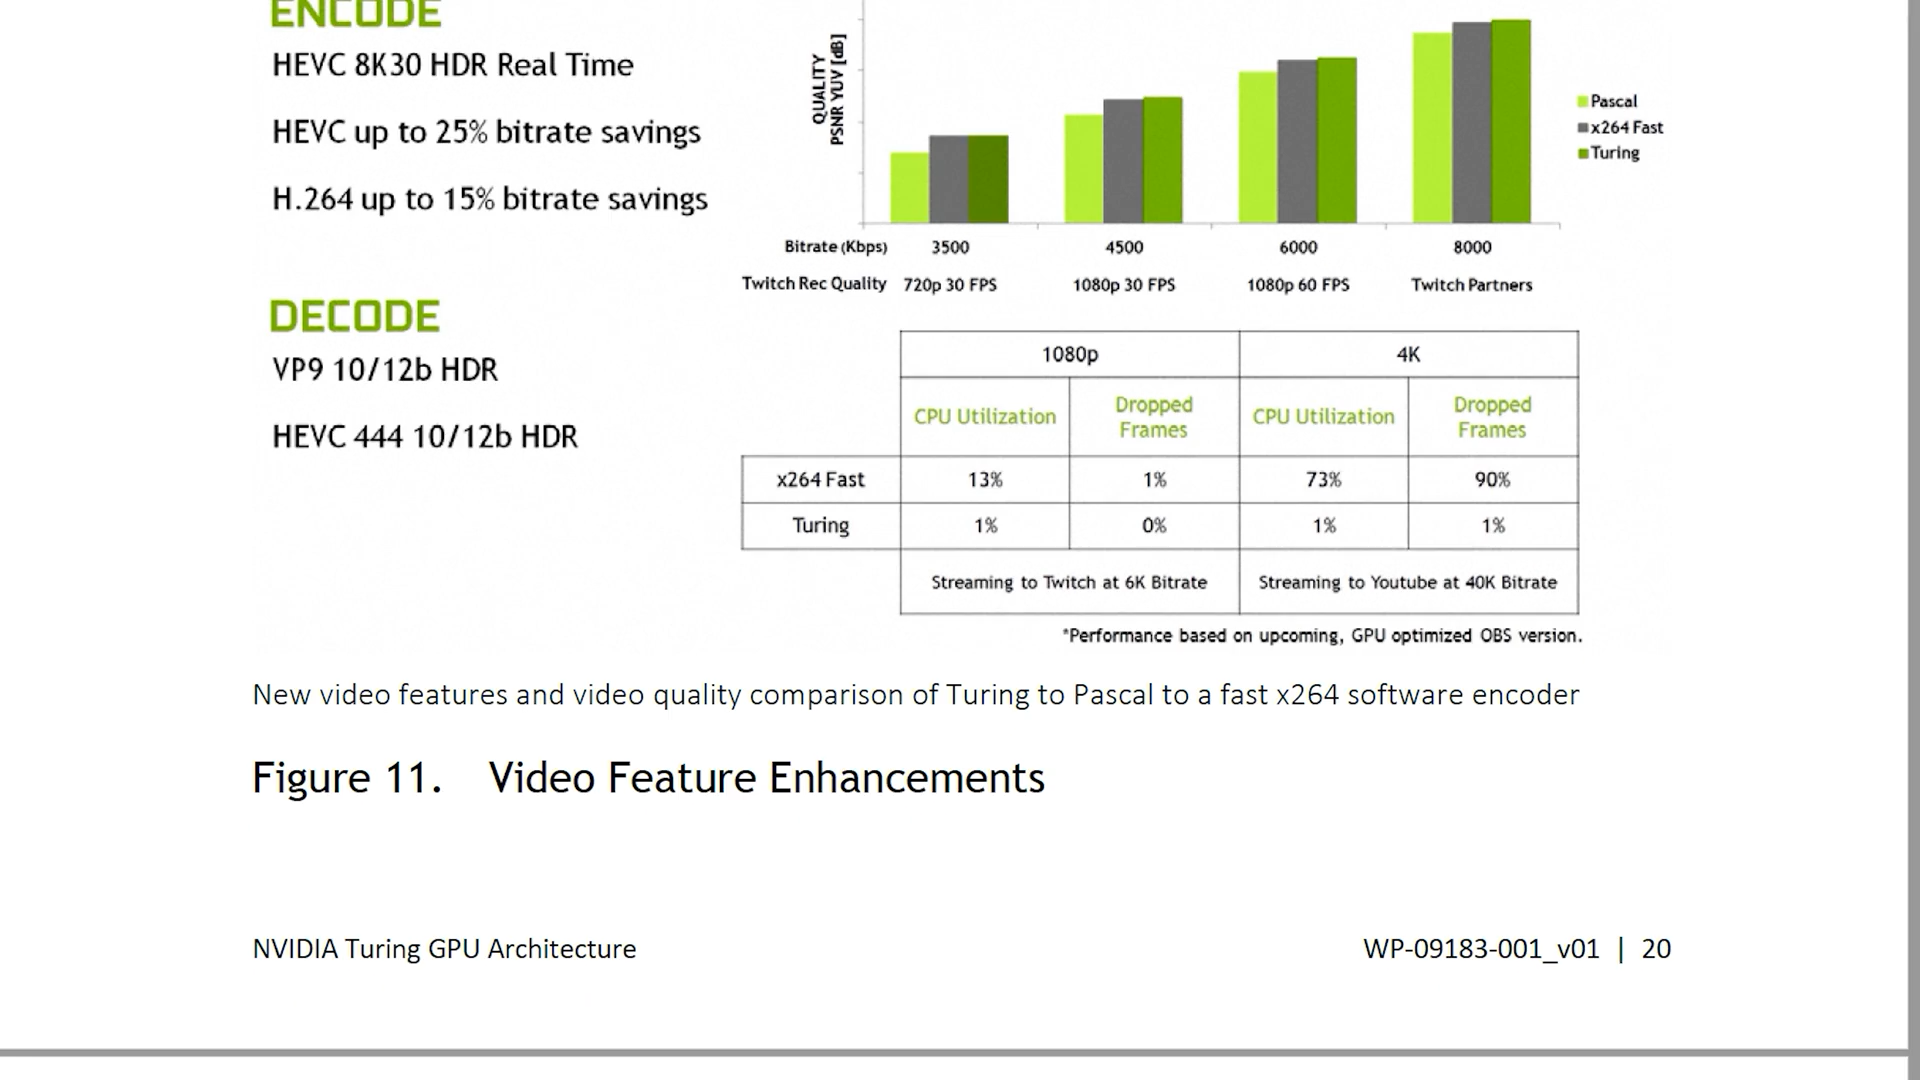 ENCODE
HEVC 8K30 HDR Real Time
HEVC up to 25% bitrate savings
H.264 up to 15% bitrate savings
DECODE
VP9 10/12b HDR
HEVC 444 10/12b HDR
QUALITY
PSNR YUV [dB]
Pascal
x264 Fast
Turing
Bitrate (Kbps) 3500 4500 6000 8000
Twitch Rec Quality 720p 30 FPS 1080p 30 FPS 1080p 60 FPS Twitch Partners
1080p 4K
CPU Utilization Dropped Frames CPU Utilization Dropped Frames
x264 Fast 13% 1% 73% 90%
Turing 1% 0% 1% 1%
Streaming to Twitch at 6K Bitrate Streaming to Youtube at 40K Bitrate
*Performance based on upcoming, GPU optimized OBS version.
New video features and video quality comparison of Turing to Pascal to a fast x264 software encoder
Figure 11. Video Feature Enhancements
NVIDIA Turing GPU Architecture WP-09183-001_v01 | 20